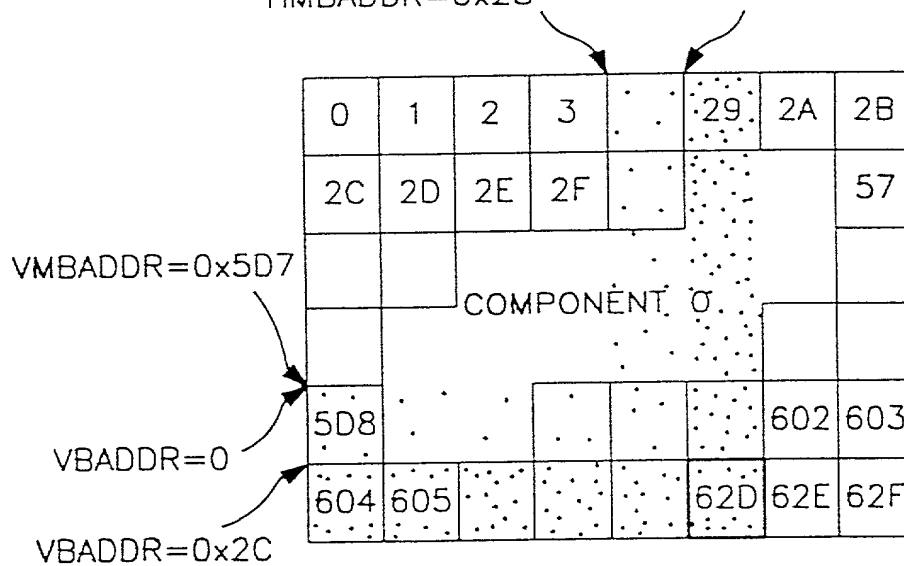 0 1 2 3 29 2A 2B
2C 2D 2E 2F 57
VMBADDR=0x5D7
COMPONENT 0
5D8 602 603
VBADDR=0
604 605 62D 62E 62F
VBADDR=0x2C